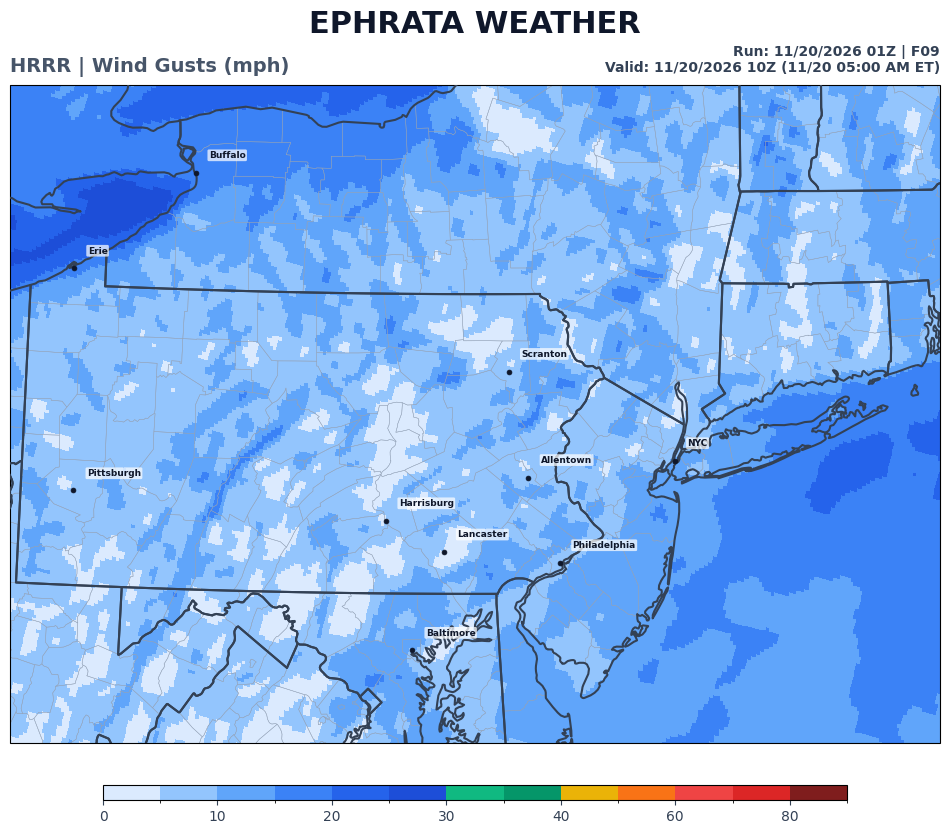 EPHRATA WEATHER
HRRR | Wind Gusts (mph)
Run: 11/20/2026 01Z | F09
Valid: 11/20/2026 10Z (11/20 05:00 AM ET)
Buffalo
Erie
Scranton
NYC
Allentown
Pittsburgh
Harrisburg
Lancaster
Philadelphia
Baltimore
0 10 20 30 40 50 60 70 80